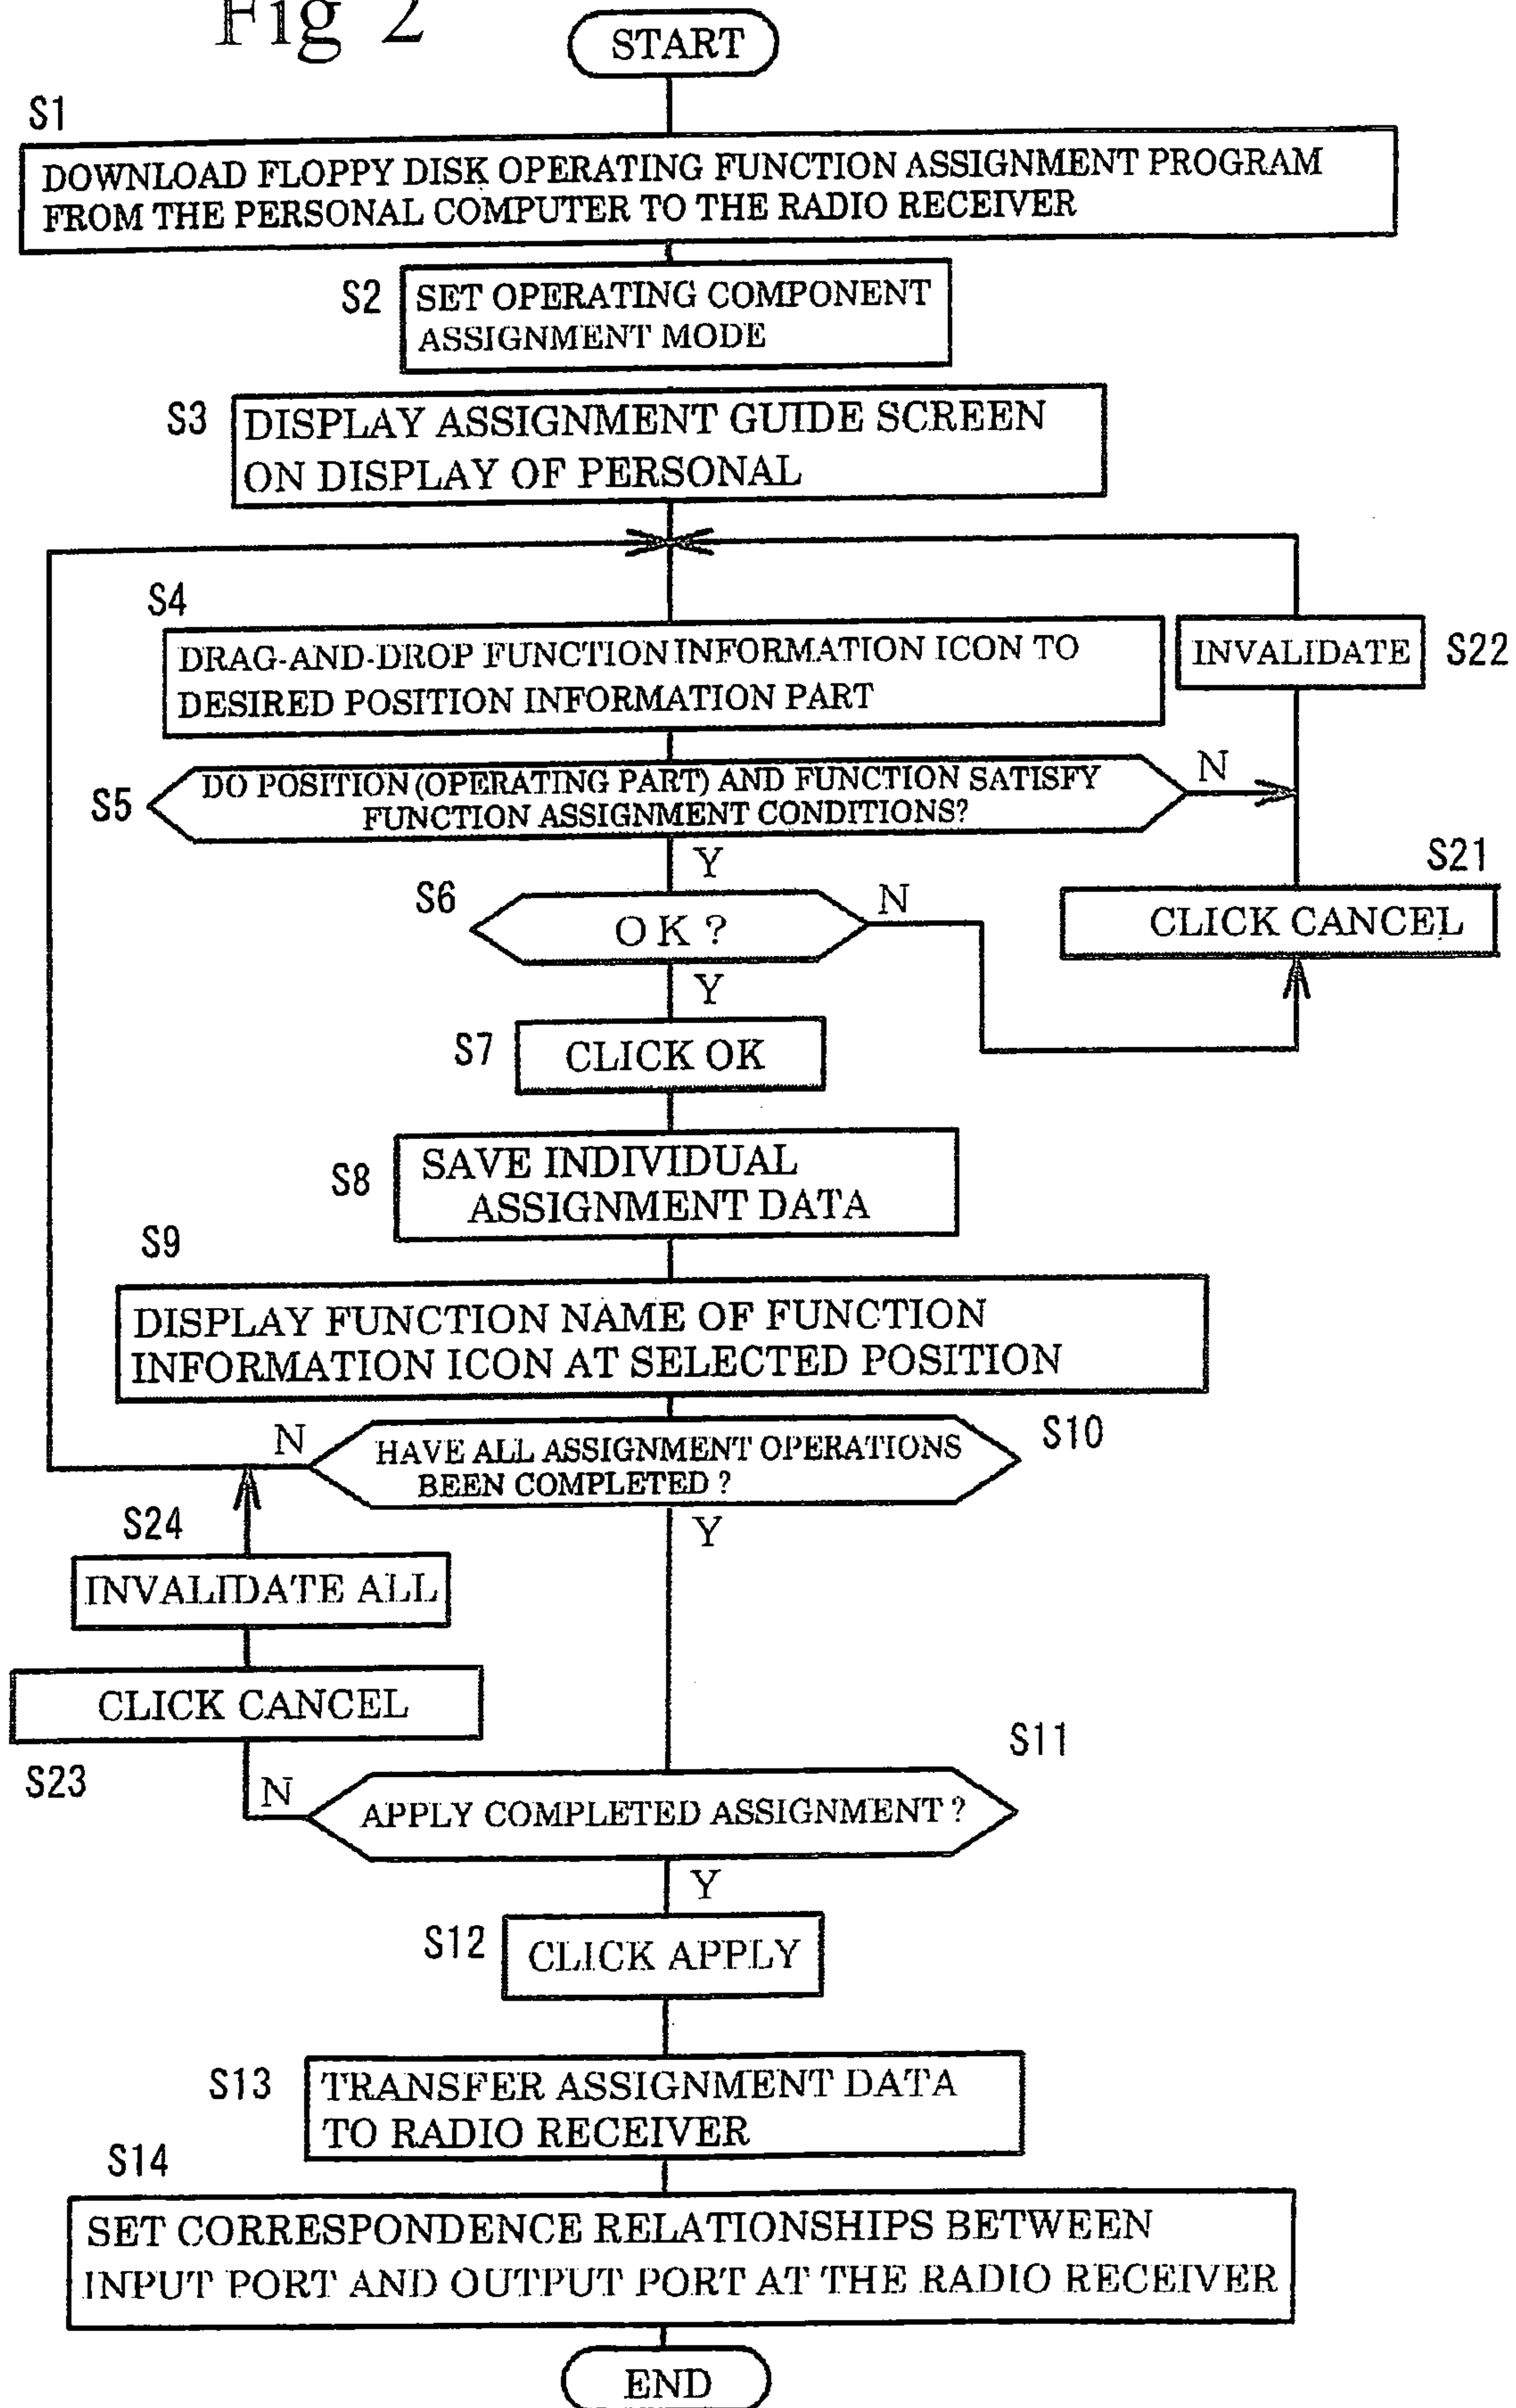 Fig 2
START
S1
DOWNLOAD FLOPPY DISK OPERATING FUNCTION ASSIGNMENT PROGRAM
FROM THE PERSONAL COMPUTER TO THE RADIO RECEIVER
S2
SET OPERATING COMPONENT
ASSIGNMENT MODE
S3
DISPLAY ASSIGNMENT GUIDE SCREEN
ON DISPLAY OF PERSONAL
S4
DRAG-AND-DROP FUNCTION INFORMATION ICON TO
DESIRED POSITION INFORMATION PART
INVALIDATE
S22
S5
DO POSITION (OPERATING PART) AND FUNCTION SATISFY
FUNCTION ASSIGNMENT CONDITIONS?
N
Y
S21
CLICK CANCEL
S6
OK?
N
Y
S7
CLICK OK
S8
SAVE INDIVIDUAL
ASSIGNMENT DATA
S9
DISPLAY FUNCTION NAME OF FUNCTION
INFORMATION ICON AT SELECTED POSITION
N
HAVE ALL ASSIGNMENT OPERATIONS
BEEN COMPLETED?
S10
Y
S24
INVALIDATE ALL
CLICK CANCEL
S23
N
S11
APPLY COMPLETED ASSIGNMENT?
Y
S12
CLICK APPLY
S13
TRANSFER ASSIGNMENT DATA
TO RADIO RECEIVER
S14
SET CORRESPONDENCE RELATIONSHIPS BETWEEN
INPUT PORT AND OUTPUT PORT AT THE RADIO RECEIVER
END